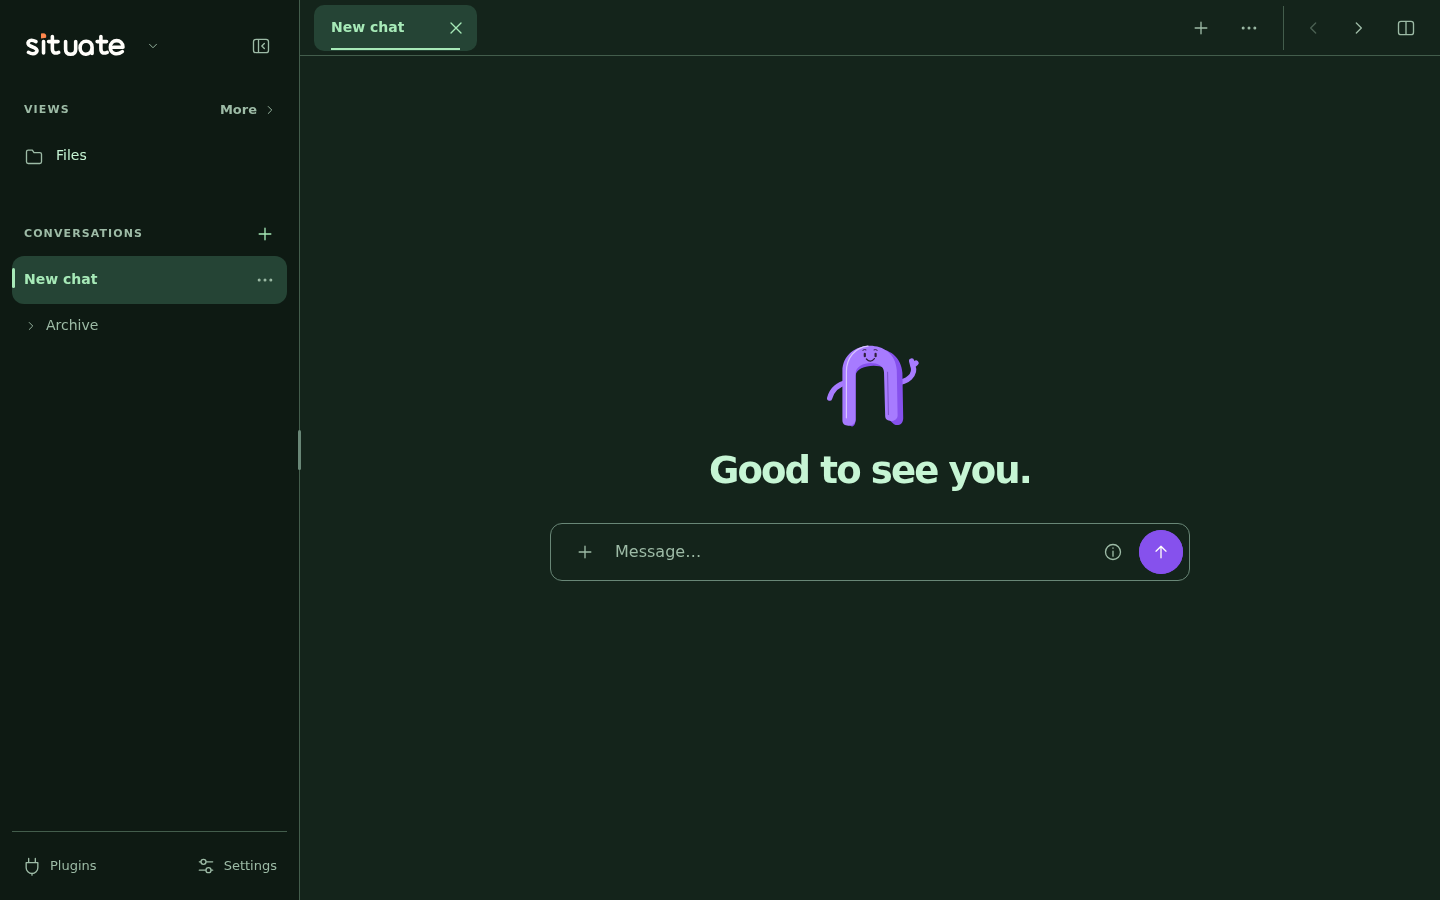 situate
VIEWS
More
Files
CONVERSATIONS
New chat
Archive
Plugins
Settings
New chat
Good to see you.
Message...